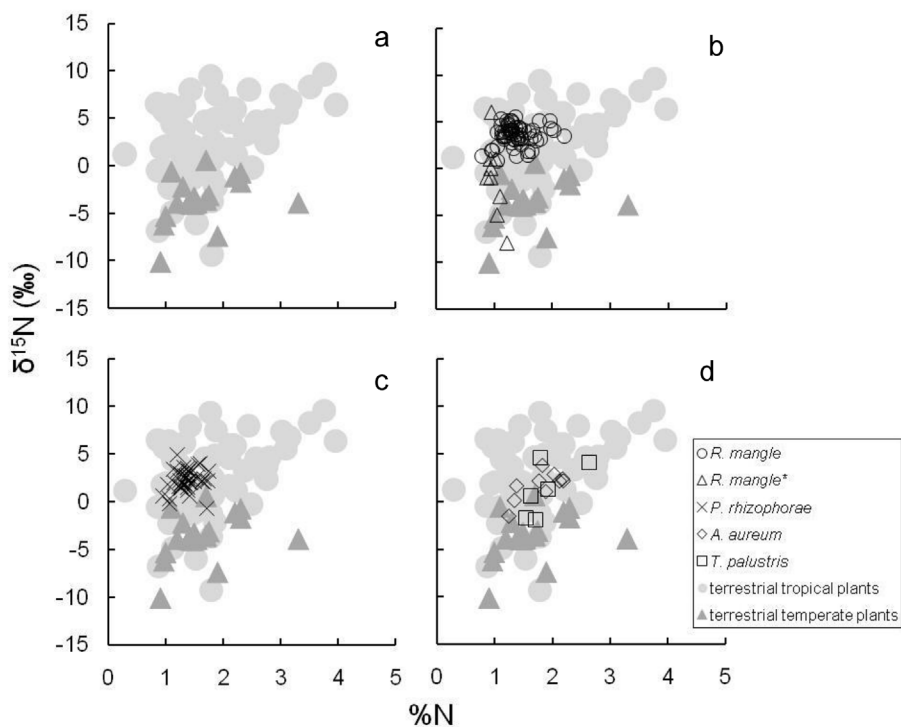 15
10
5
0
-5
-10
-15
a
b
δ¹⁵N (‰)
15
10
5
0
-5
-10
-15
c
d
R. mangle
R. mangle*
P. rhizophorae
A. aureum
T. palustris
terrestrial tropical plants
terrestrial temperate plants
0 1 2 3 4 5 0 1 2 3 4 5
%N